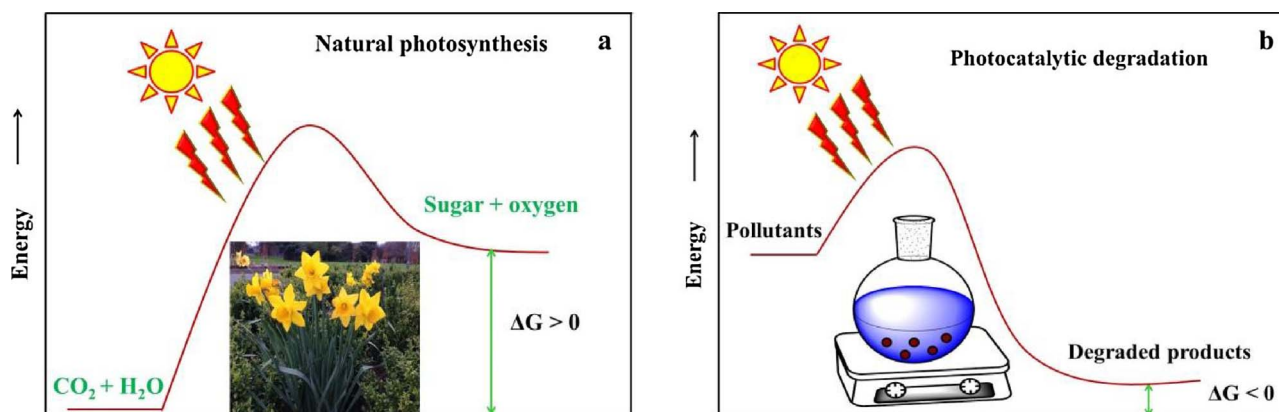 Natural photosynthesis
a
Energy
Sugar + oxygen
ΔG > 0
CO₂ + H₂O
b
Photocatalytic degradation
Energy
Pollutants
Degraded products
ΔG < 0